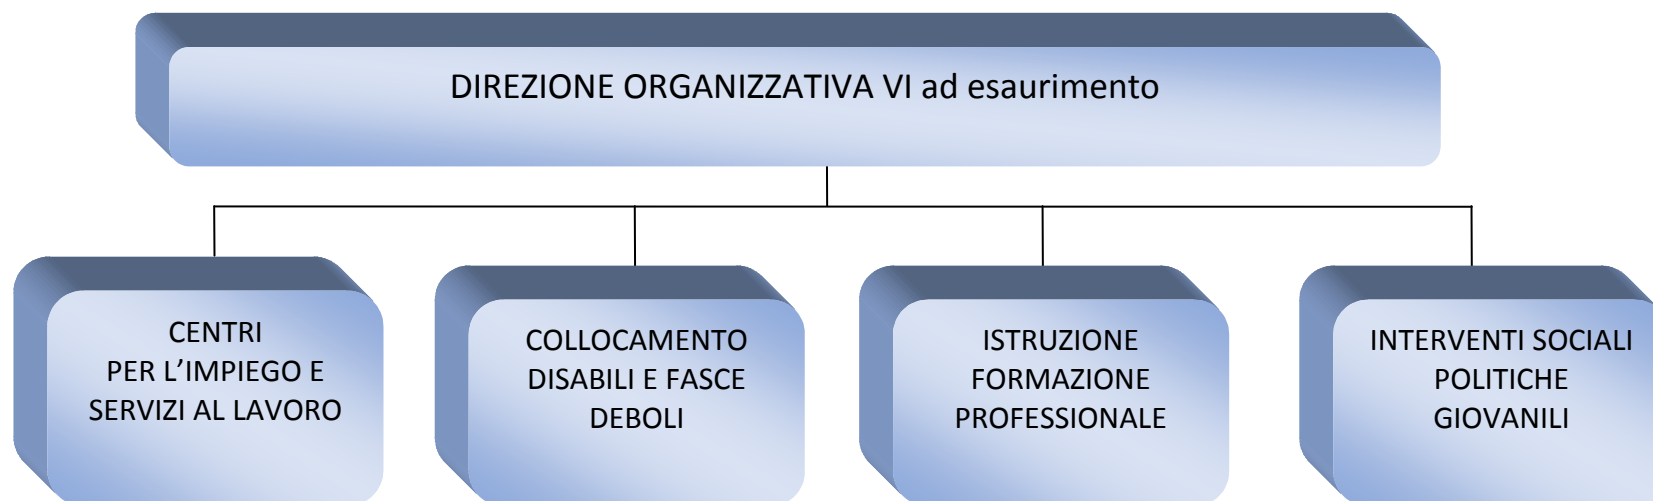 DIREZIONE ORGANIZZATIVA VI ad esaurimento
CENTRI
PER L’IMPIEGO E
SERVIZI AL LAVORO
COLLOCAMENTO
DISABILI E FASCE
DEBOLI
ISTRUZIONE
FORMAZIONE
PROFESSIONALE
INTERVENTI SOCIALI
POLITICHE
GIOVANILI